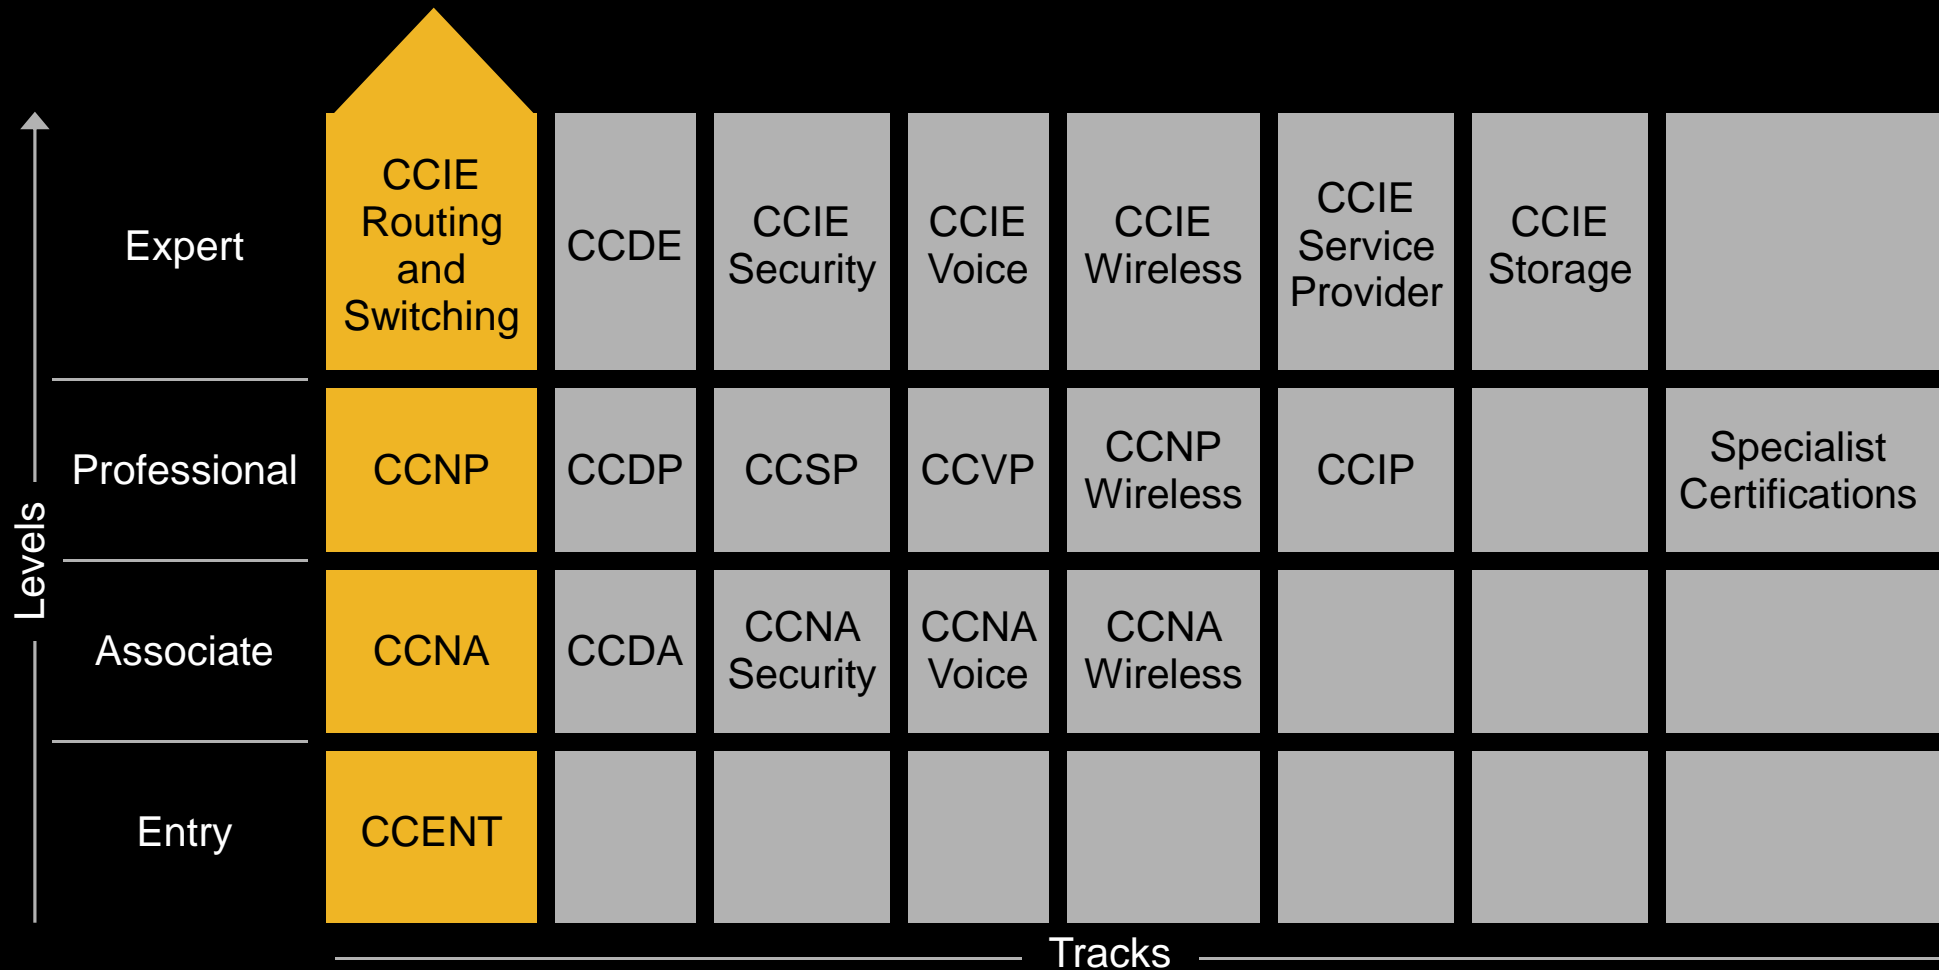 Levels
Expert
CCIE
Routing
and
Switching
CCDE
CCIE
Security
CCIE
Voice
CCIE
Wireless
CCIE
Service
Provider
CCIE
Storage
Professional
CCNP
CCDP
CCSP
CCVP
CCNP
Wireless
CCIP
Specialist
Certifications
Associate
CCNA
CCDA
CCNA
Security
CCNA
Voice
CCNA
Wireless
Entry
CCENT
Tracks